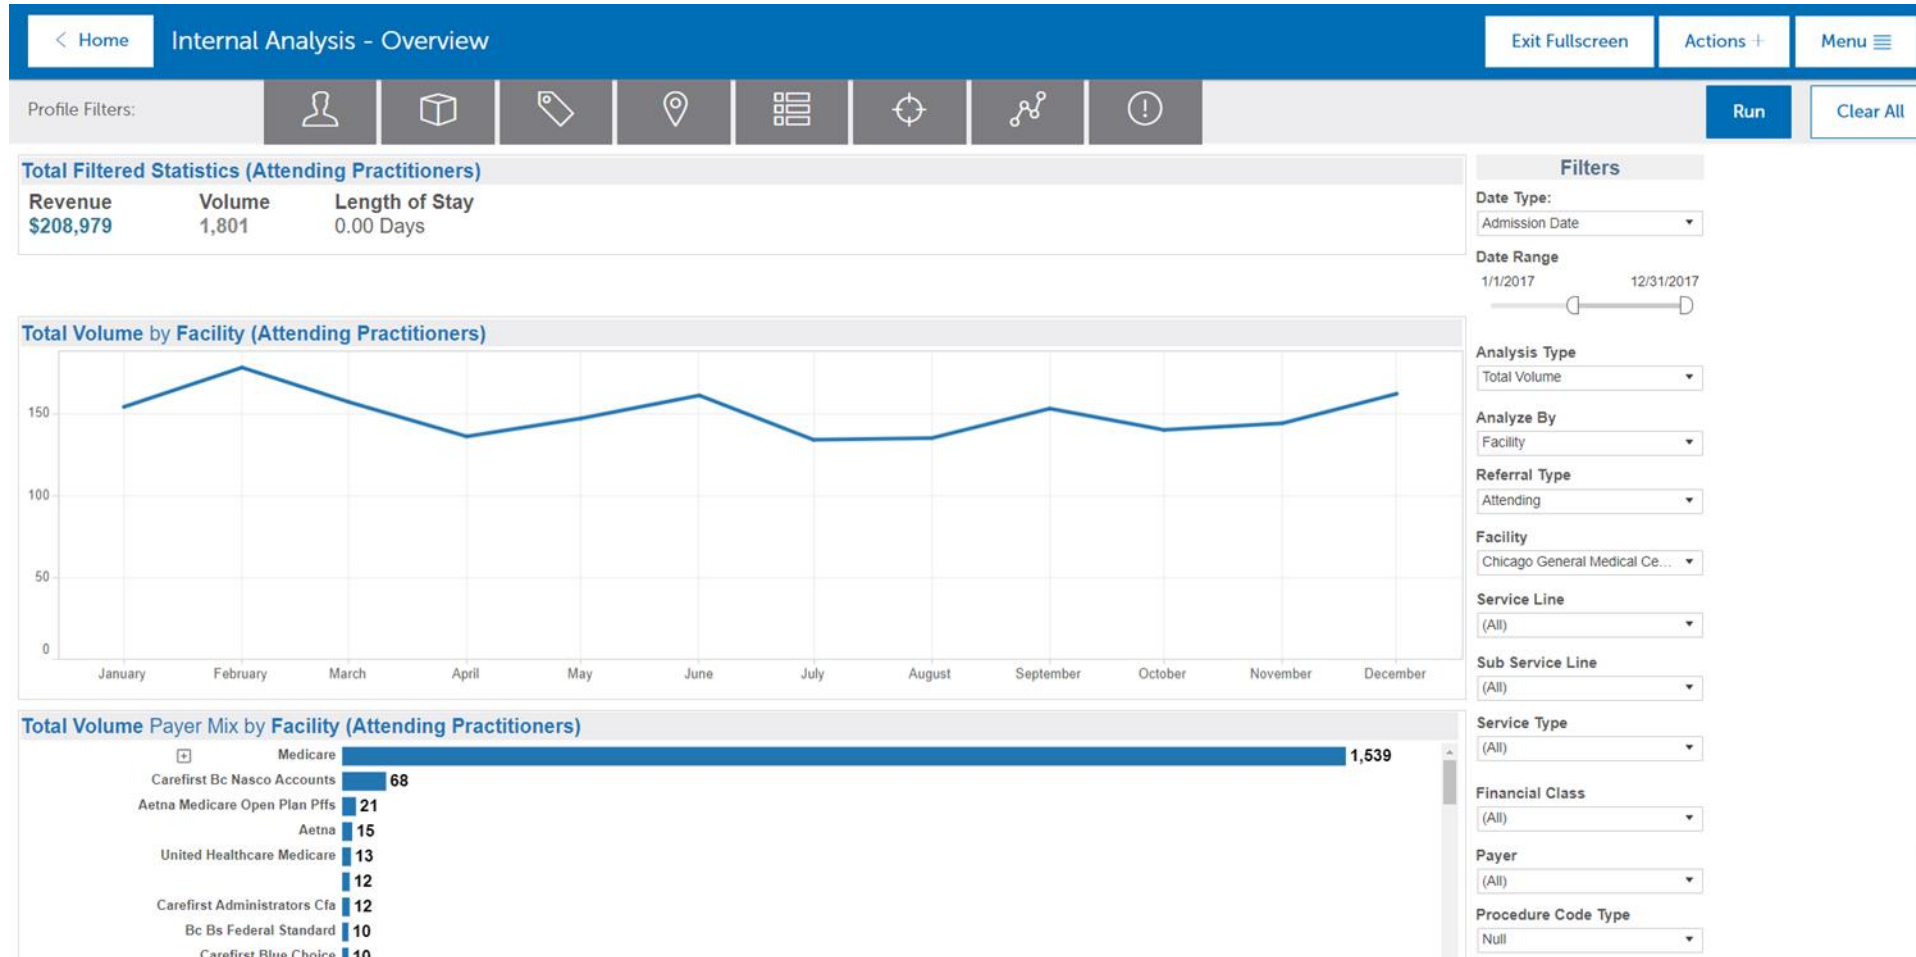 < Home
Internal Analysis - Overview
Exit Fullscreen
Actions +
Menu
Profile Filters:
Run
Clear All
Total Filtered Statistics (Attending Practitioners)
Revenue Volume Length of Stay
$208,979 1,801 0.00 Days
Total Volume by Facility (Attending Practitioners)
150
100
50
0
January February March April May June July August September October November December
Total Volume Payer Mix by Facility (Attending Practitioners)
Medicare 1,539
Carefirst Bc Nasco Accounts 68
Aetna Medicare Open Plan Pffs 21
Aetna 15
United Healthcare Medicare 13
12
Carefirst Administrators Cfa 12
Bc Bs Federal Standard 10
Carefirst Blue Choice 10
Filters
Date Type:
Admission Date
Date Range
1/1/2017 12/31/2017
Analysis Type
Total Volume
Analyze By
Facility
Referral Type
Attending
Facility
Chicago General Medical Ce...
Service Line
(All)
Sub Service Line
(All)
Service Type
(All)
Financial Class
(All)
Payer
(All)
Procedure Code Type
Null